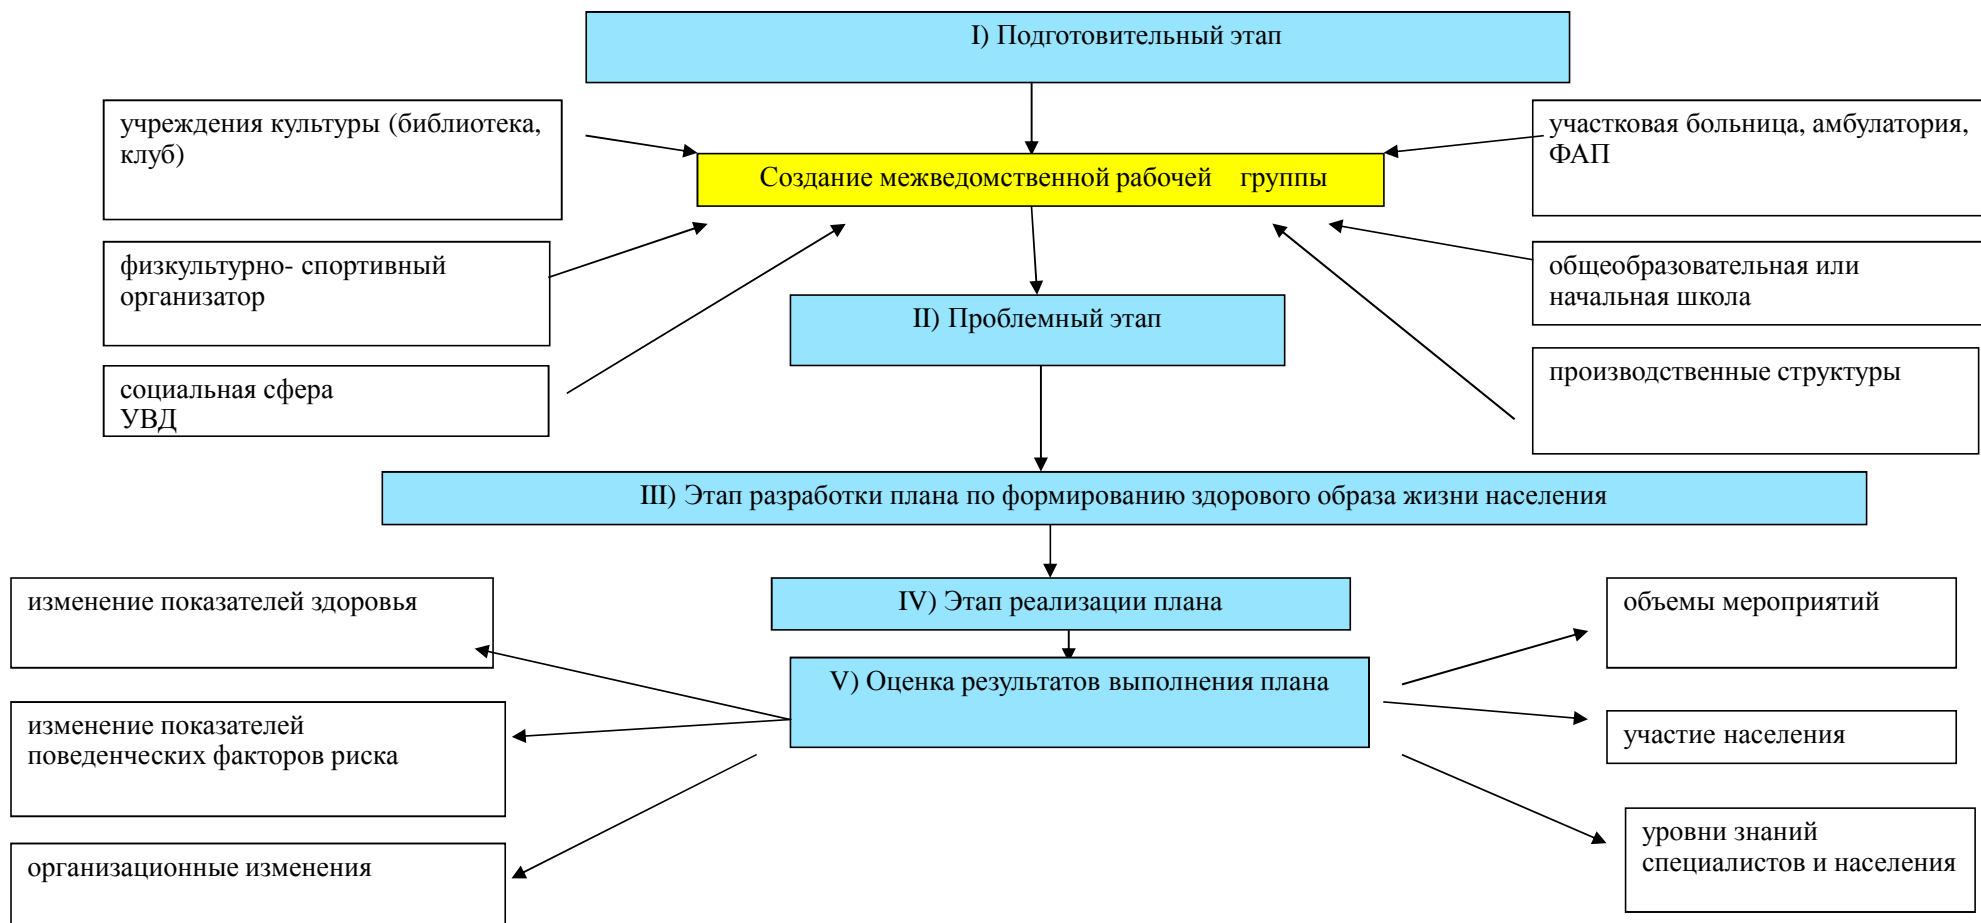 I) Подготовительный этап
учреждения культуры (библиотека,
клуб)
участковая больница, амбулатория,
ФАП
Создание межведомственной рабочей группы
физкультурно- спортивный
организатор
общеобразовательная или
начальная школа
II) Проблемный этап
социальная сфера
УВД
производственные структуры
III) Этап разработки плана по формированию здорового образа жизни населения
IV) Этап реализации плана
изменение показателей здоровья
объемы мероприятий
V) Оценка результатов выполнения плана
изменение показателей
поведенческих факторов риска
участие населения
организационные изменения
уровни знаний
специалистов и населения